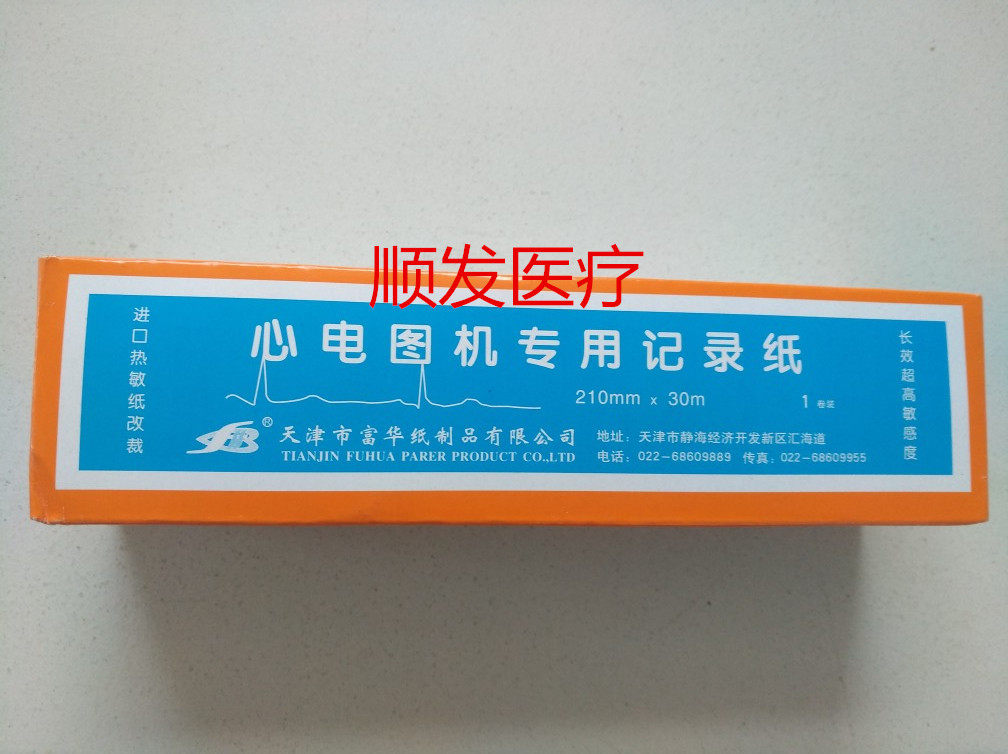 顺发医疗
进口热敏纸改裁
心电图机专用记录纸
长效超高敏感度
210mm x 30m
1 卷装
®
天津市富华纸制品有限公司
TIANJIN FUHUA PARER PRODUCT CO.,LTD
地址：天津市静海经济开发新区汇海道
电话：022-68609889 传真：022-68609955